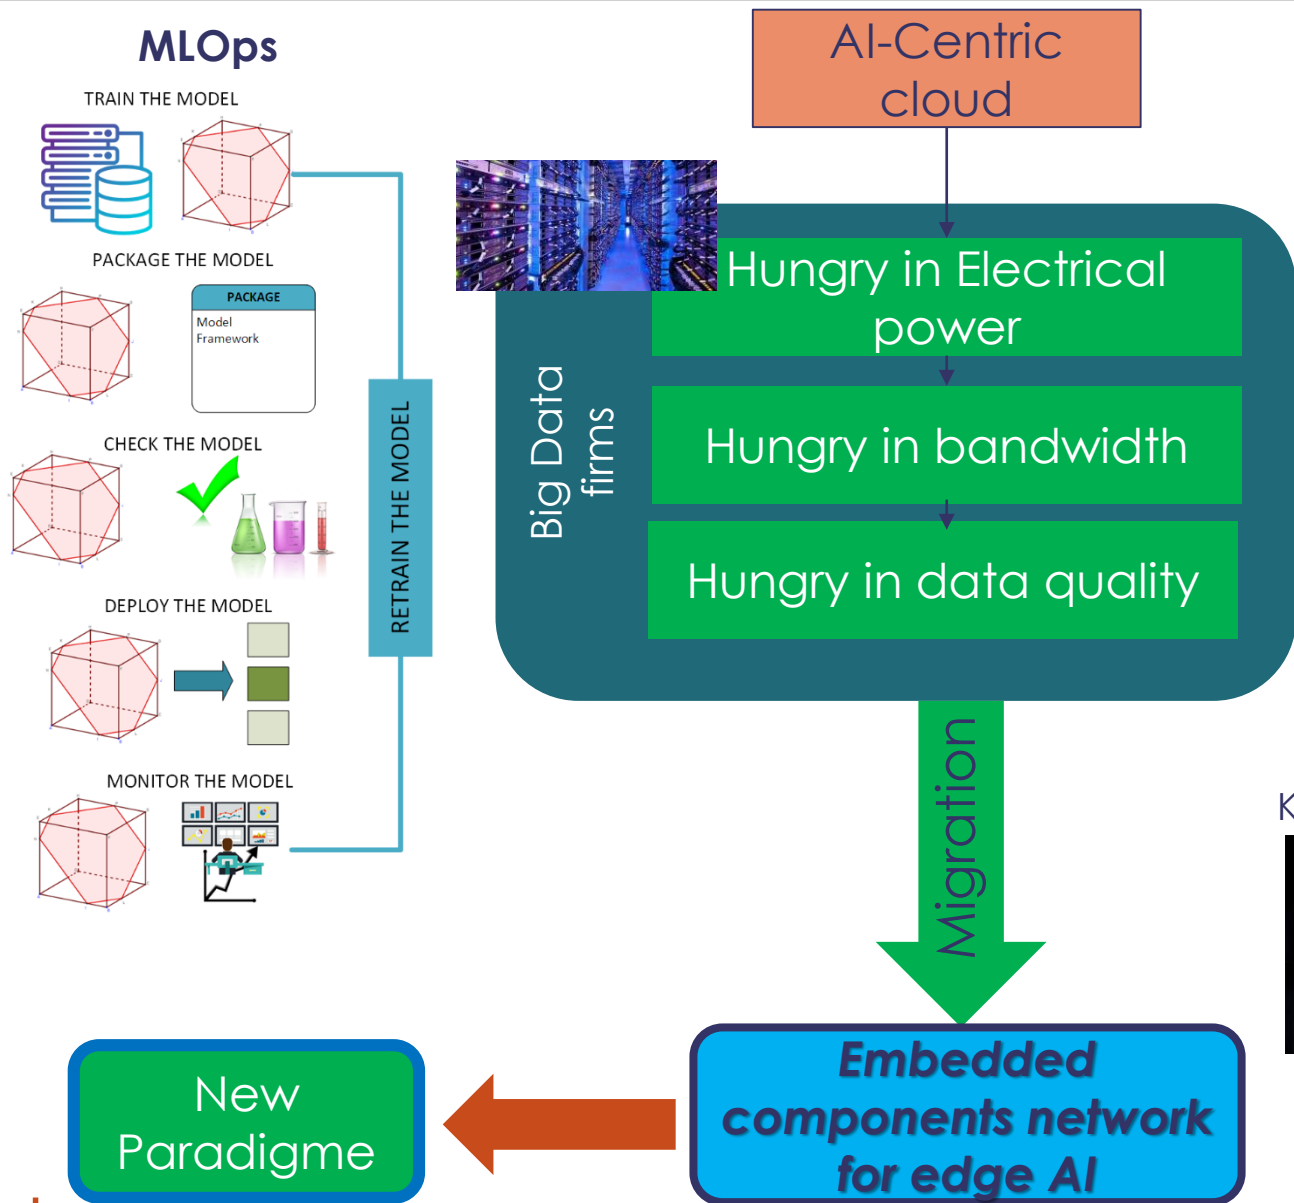 MLOps
TRAIN THE MODEL
PACKAGE THE MODEL
PACKAGE
Model
Framework
CHECK THE MODEL
DEPLOY THE MODEL
MONITOR THE MODEL
RETRAIN THE MODEL
AI-Centric
cloud
Big Data
firms
Hungry in Electrical
power
Hungry in bandwidth
Hungry in data quality
Migration
K
Embedded
components network
for edge AI
New
Paradigme